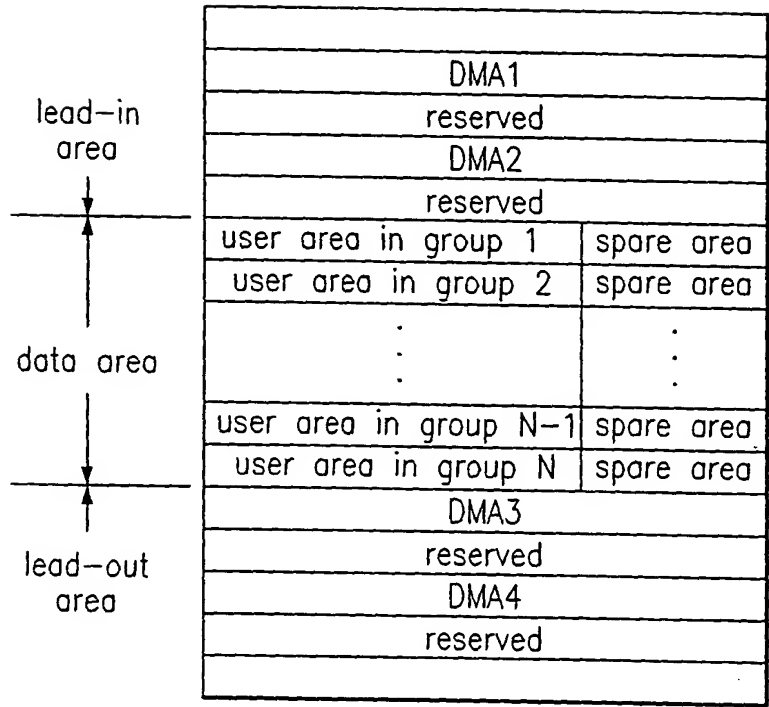 DMA1
reserved
DMA2
reserved
lead-in
area
user area in group 1 spare area
user area in group 2 spare area
. .
. .
. .
user area in group N-1 spare area
user area in group N spare area
data area
DMA3
reserved
DMA4
reserved
lead-out
area